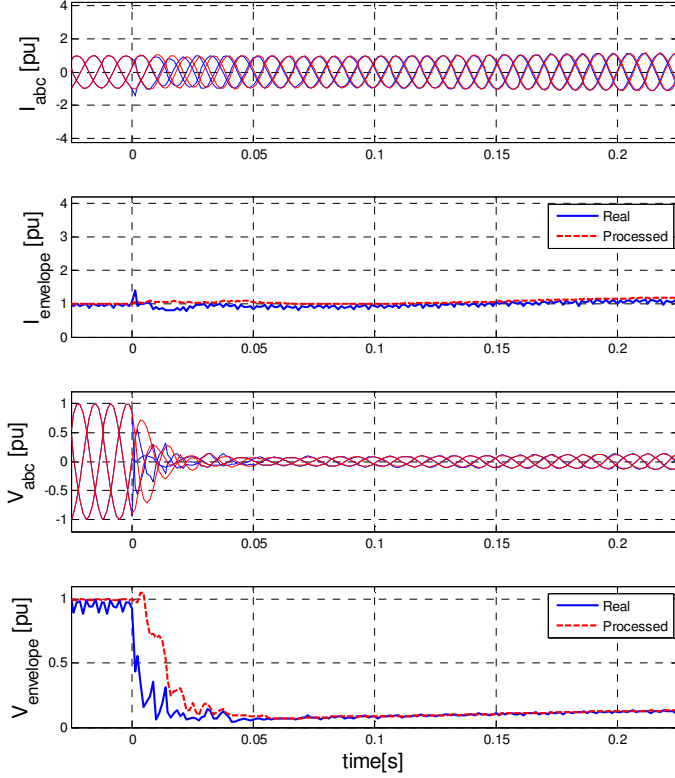 I_abc [pu]
4
2
0
-2
-4
0 0.05 0.1 0.15 0.2
I_envelope [pu]
4
3
2
1
0
Real
Processed
0 0.05 0.1 0.15 0.2
V_abc [pu]
1
0.5
0
-0.5
-1
0 0.05 0.1 0.15 0.2
V_envelope [pu]
1
0.5
0
Real
Processed
0 0.05 0.1 0.15 0.2
time[s]